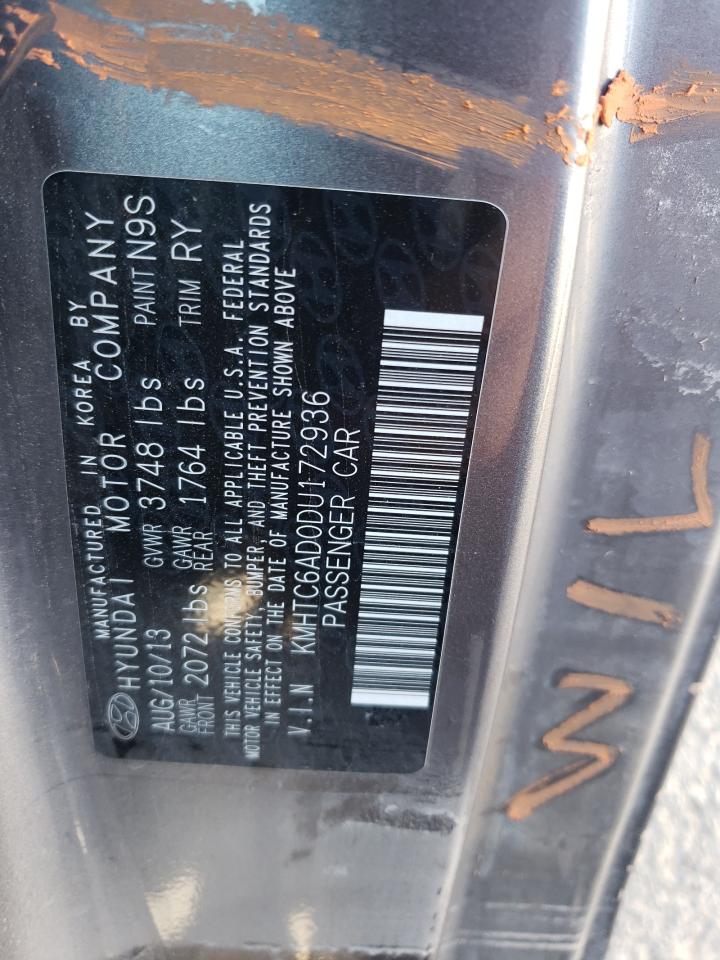 MANUFACTURED IN KOREA BY
HYUNDAI MOTOR COMPANY
AUG/10/13 GVWR 3748 lbs PAINT N9S
GAWR FRONT 2072 lbs GAWR REAR 1764 lbs TRIM RY
THIS VEHICLE CONFORMS TO ALL APPLICABLE U.S.A. FEDERAL
MOTOR VEHICLE SAFETY, BUMPER AND THEFT PREVENTION STANDARDS
IN EFFECT ON THE DATE OF MANUFACTURE SHOWN ABOVE
V.I.N KMHTC6AD0DU172936
PASSENGER CAR